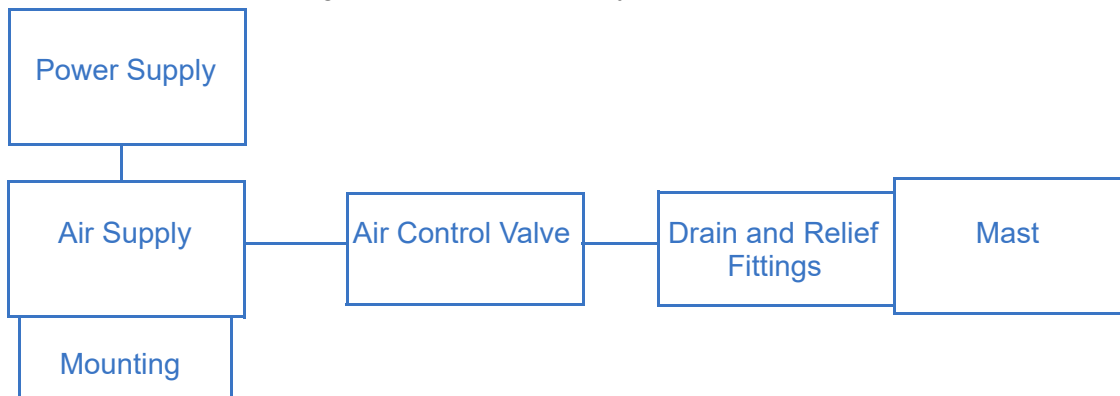 Power Supply
Air Supply
Air Control Valve
Drain and Relief
Fittings
Mast
Mounting